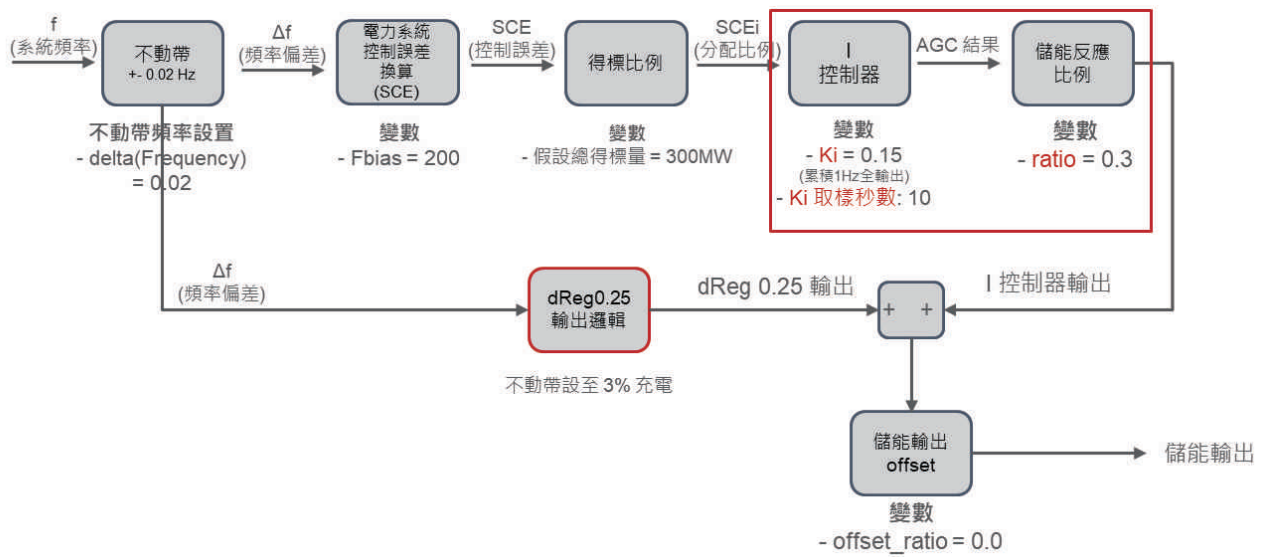 f
(系統頻率)
不動帶
+- 0.02 Hz
Δf
(頻率偏差)
電力系統
控制誤差
換算
(SCE)
SCE
(控制誤差)
得標比例
SCEi
(分配比例)
I
控制器
AGC 結果
儲能反應
比例
不動帶頻率設置
- delta(Frequency)
= 0.02
變數
- Fbias = 200
變數
- 假設總得標量 = 300MW
變數
- Ki = 0.15
(累積1Hz全輸出)
- Ki 取樣秒數: 10
變數
- ratio = 0.3
Δf
(頻率偏差)
dReg0.25
輸出邏輯
dReg 0.25 輸出
+ +
I 控制器輸出
不動帶設至 3% 充電
儲能輸出
offset
儲能輸出
變數
- offset_ratio = 0.0